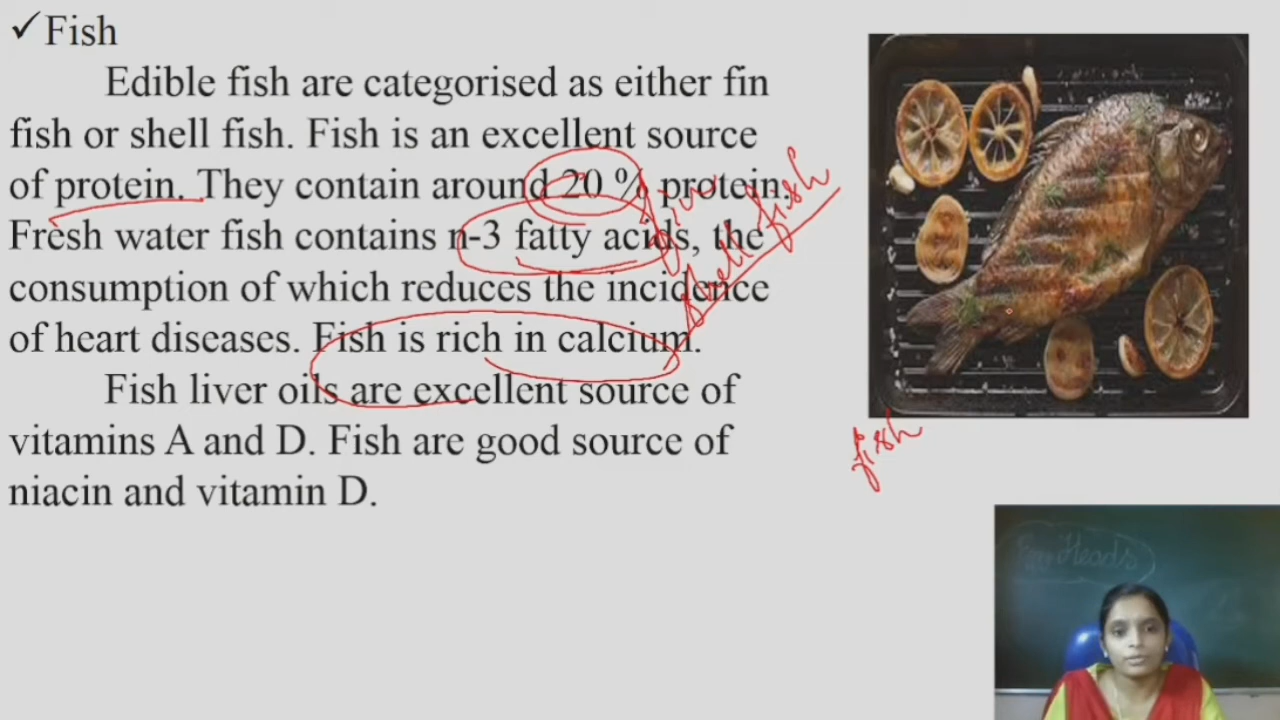 ✓Fish
Edible fish are categorised as either fin
fish or shell fish. Fish is an excellent source
of protein. They contain around 20 % protein.
Fresh water fish contains n-3 fatty acids, the
consumption of which reduces the incidence
of heart diseases. Fish is rich in calcium.
Fish liver oils are excellent source of
vitamins A and D. Fish are good source of
niacin and vitamin D.
shell fish
fish
Heads